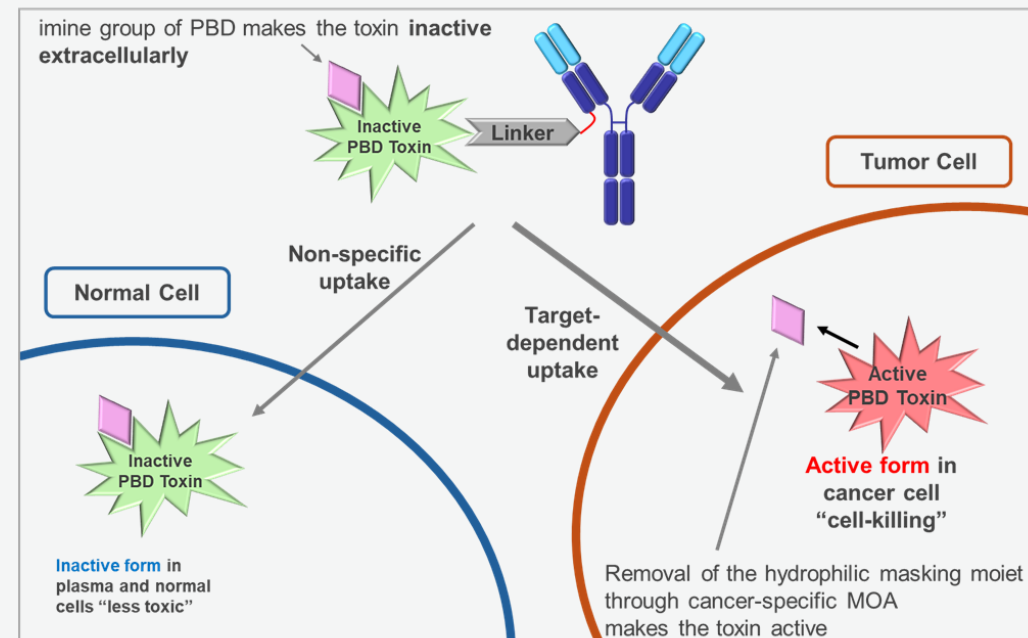 imine group of PBD makes the toxin inactive
extracellularly
Inactive
PBD Toxin
Linker
Tumor Cell
Non-specific
uptake
Normal Cell
Target-
dependent
uptake
Active
PBD Toxin
Inactive
PBD Toxin
Active form in
cancer cell
“cell-killing”
Inactive form in
plasma and normal
cells “less toxic”
Removal of the hydrophilic masking moiet
through cancer-specific MOA
makes the toxin active